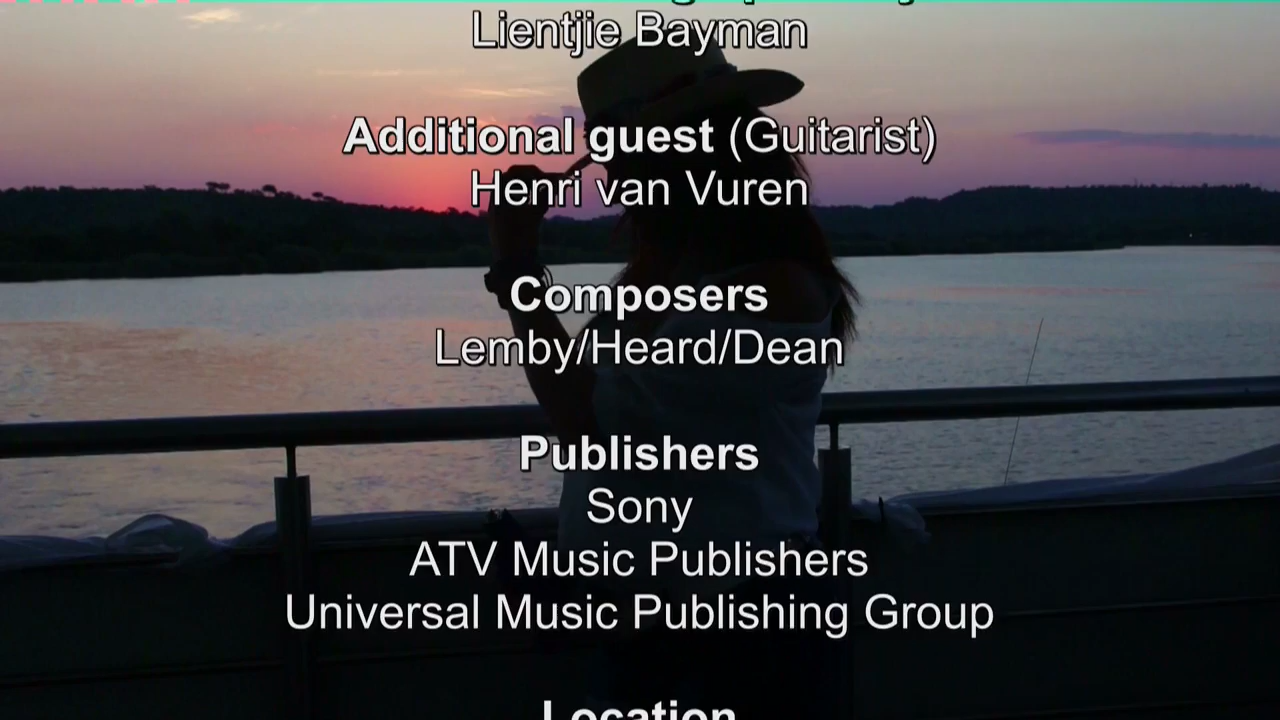 Lientjie Bayman
Additional guest (Guitarist)
Henri van Vuren
Composers
Lemby/Heard/Dean
Publishers
Sony
ATV Music Publishers
Universal Music Publishing Group
Location